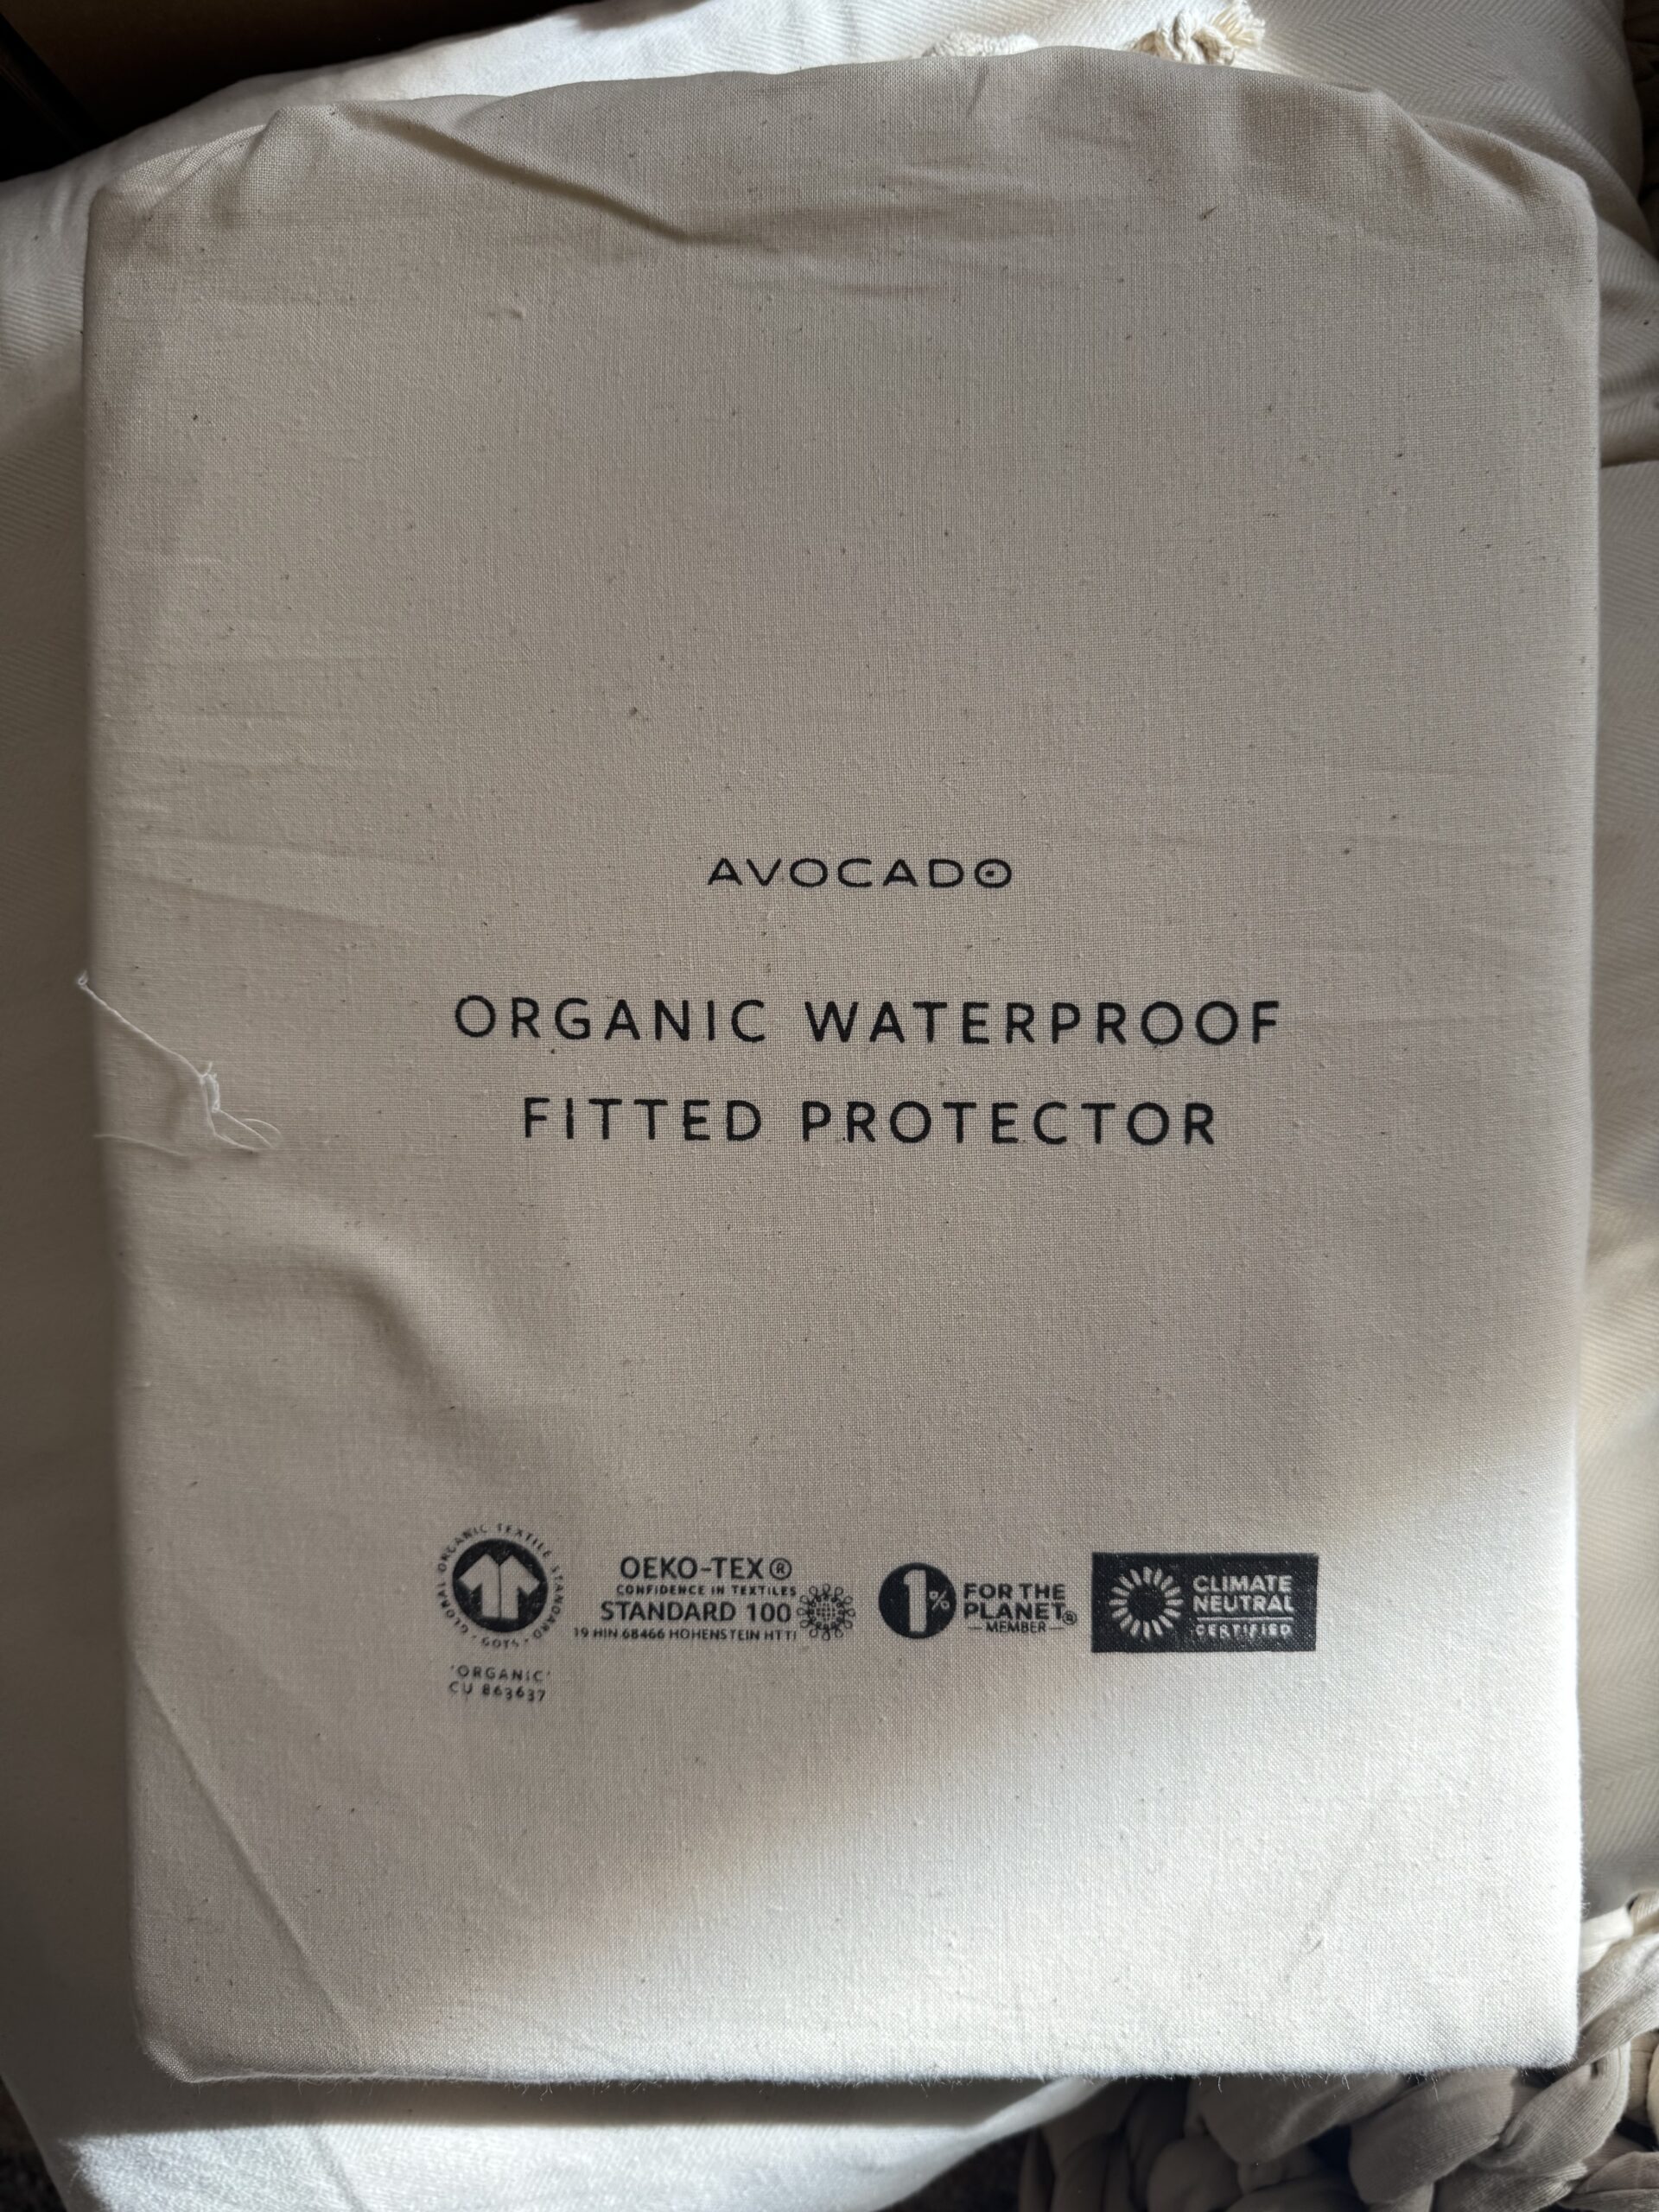 AVOCADO
ORGANIC WATERPROOF
FITTED PROTECTOR
GLOBAL ORGANIC TEXTILE STANDARD · GOTS ·
'ORGANIC'
CU 863637
OEKO-TEX®
CONFIDENCE IN TEXTILES
STANDARD 100
19.HIN.68466 HOHENSTEIN HTTI
1%
FOR THE
PLANET®
MEMBER
CLIMATE
NEUTRAL
CERTIFIED